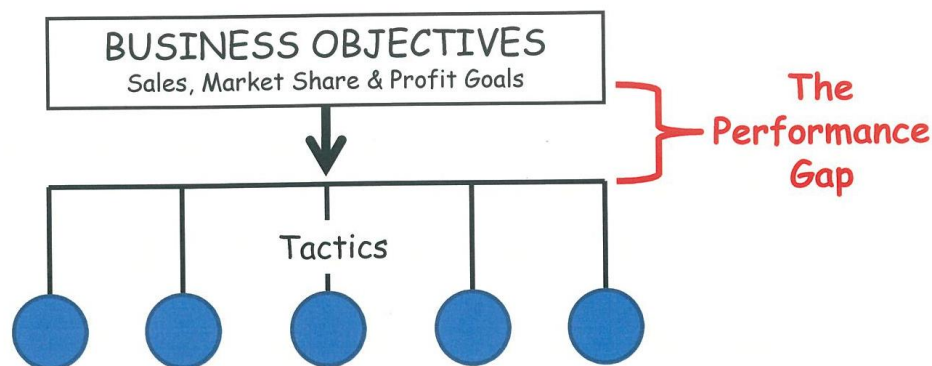 BUSINESS OBJECTIVES
Sales, Market Share & Profit Goals
The
Performance
Gap
Tactics